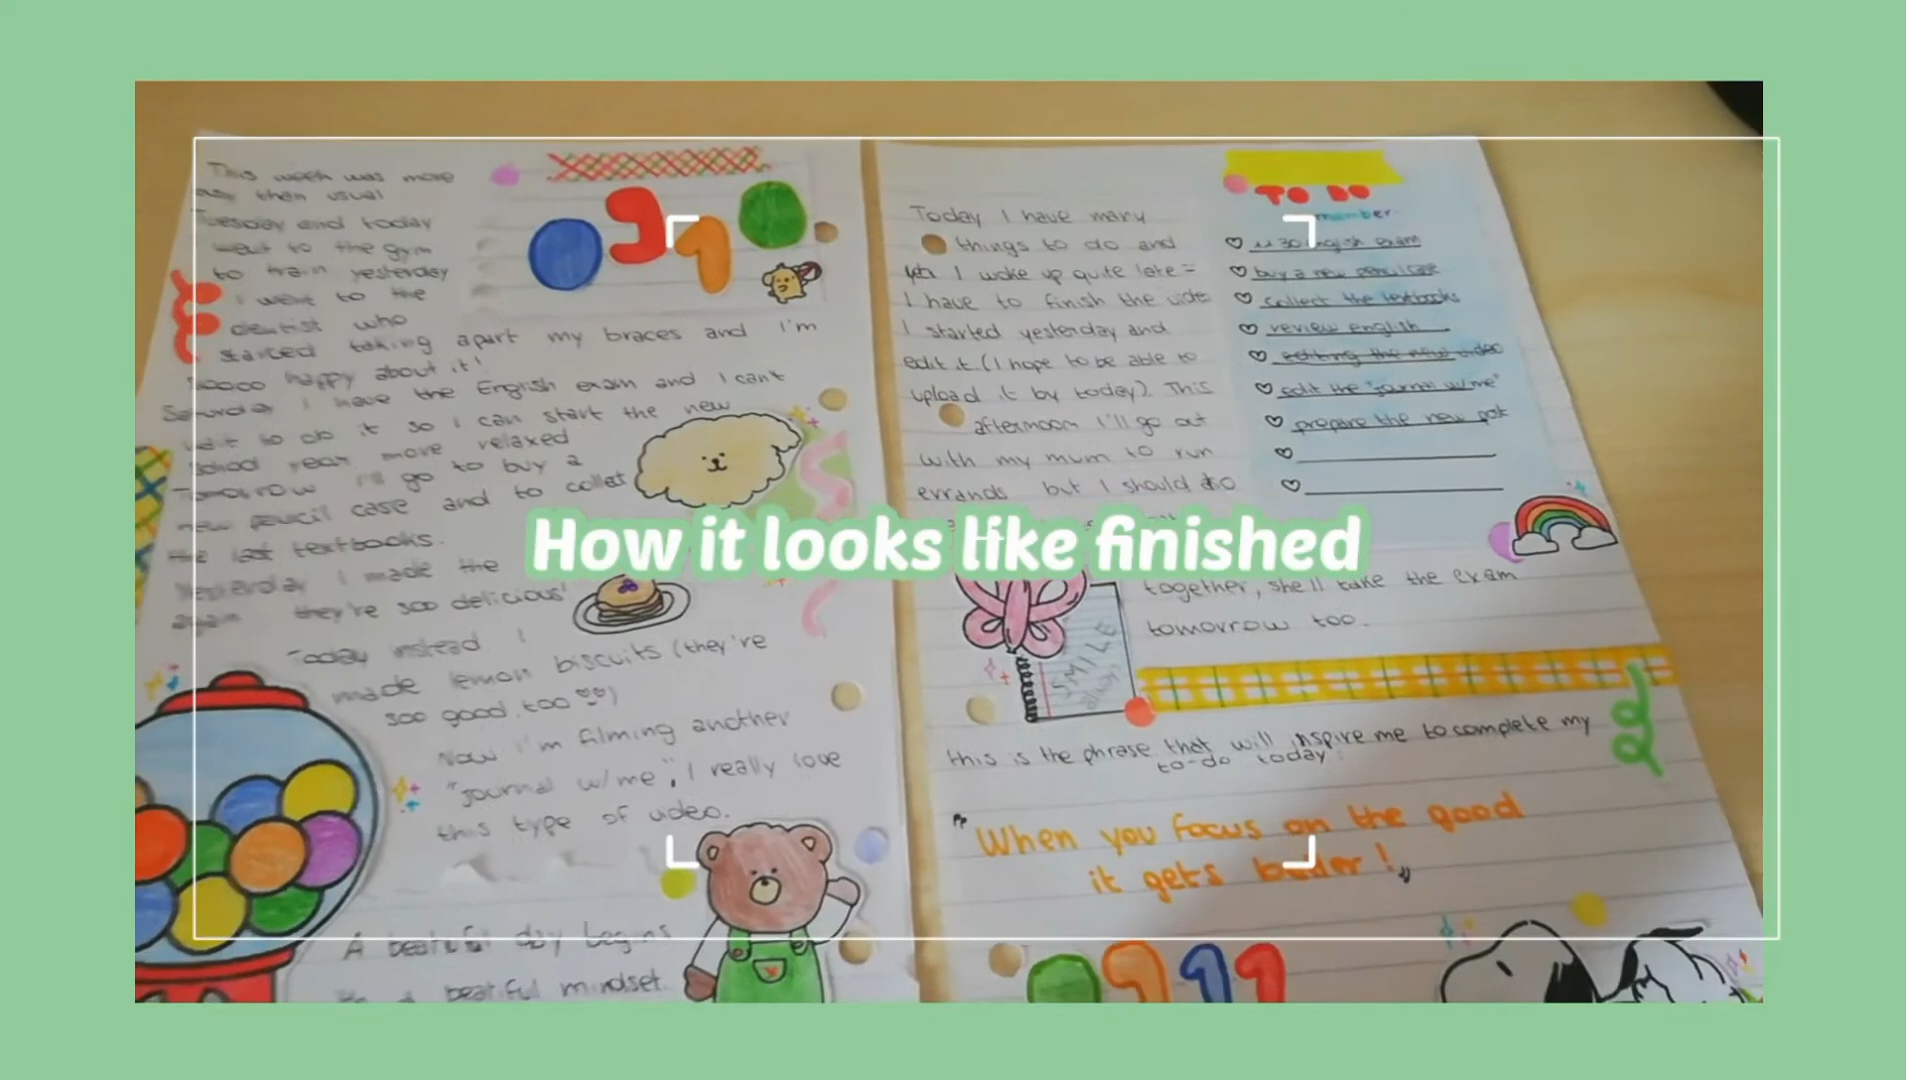 This week was more
than usual
Tuesday and today
went to the gym
to train yesterday
I went to the
dentist who
started taking apart my braces and I'm
happy about it!
Saturday I have the English exam and I can't
wait to do it so I can start the new
school year more relaxed
Tomorrow I'll go to buy a
new pencil case and to collet
the last textbooks.
Yesterday I made the
again they're soo delicious!
Today instead I
made lemon biscuits (they're
soo good too ♡♡)
Now I'm filming another
"journal w/me", I really love
this type of video.
A beatiful day begins
beatiful mindset.
Today I have many
things to do and
I woke up quite late =
I have to finish the vide
I started yesterday and
edit it (I hope to be able to
upload it by today). This
afternoon I'll go out
with my mum to run
errands but I should
together, she'll take the exam
tomorrow too.
TO DO
♡ 30 english exam
♡ buy a new pencil case
♡ collect the textbooks
♡ review english
♡ editing the new video
♡ edit the "journal w/me"
♡ prepare the new
How it looks like finished
SMILE
this is the phrase that will inspire me to complete my
to-do today:
"When you focus on the good
it gets !"